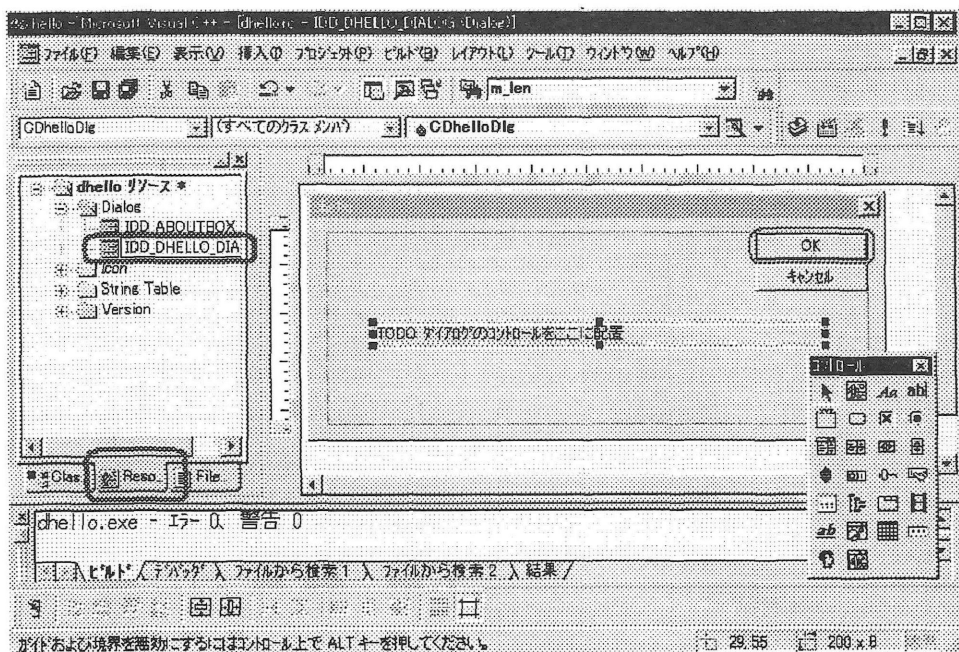 dhello - Microsoft Visual C++ - [dhello.rc - IDD_DHELLO_DIALOG (Dialog)]
ファイル(F) 編集(E) 表示(V) 挿入(I) プロジェクト(P) ビルド(B) レイアウト(L) ツール(T) ウィンドウ(W) ヘルプ(H)
m_len
CDhelloDlg (すべてのクラス メンバ) CDhelloDlg
dhello リソース *
Dialog
IDD_ABOUTBOX
IDD_DHELLO_DIA
Icon
String Table
Version
Clas
Reso..
File
OK
キャンセル
TODO: ダイアログのコントロールをここに配置
コントロール
Aa abl
ab
dhello.exe - エラー 0、警告 0
ビルド デバッグ ファイルから検索 1 ファイルから検索 2 結果
ガイドおよび境界を無効にするにはコントロール上で ALT キーを押してください。 29, 55 200 x 8